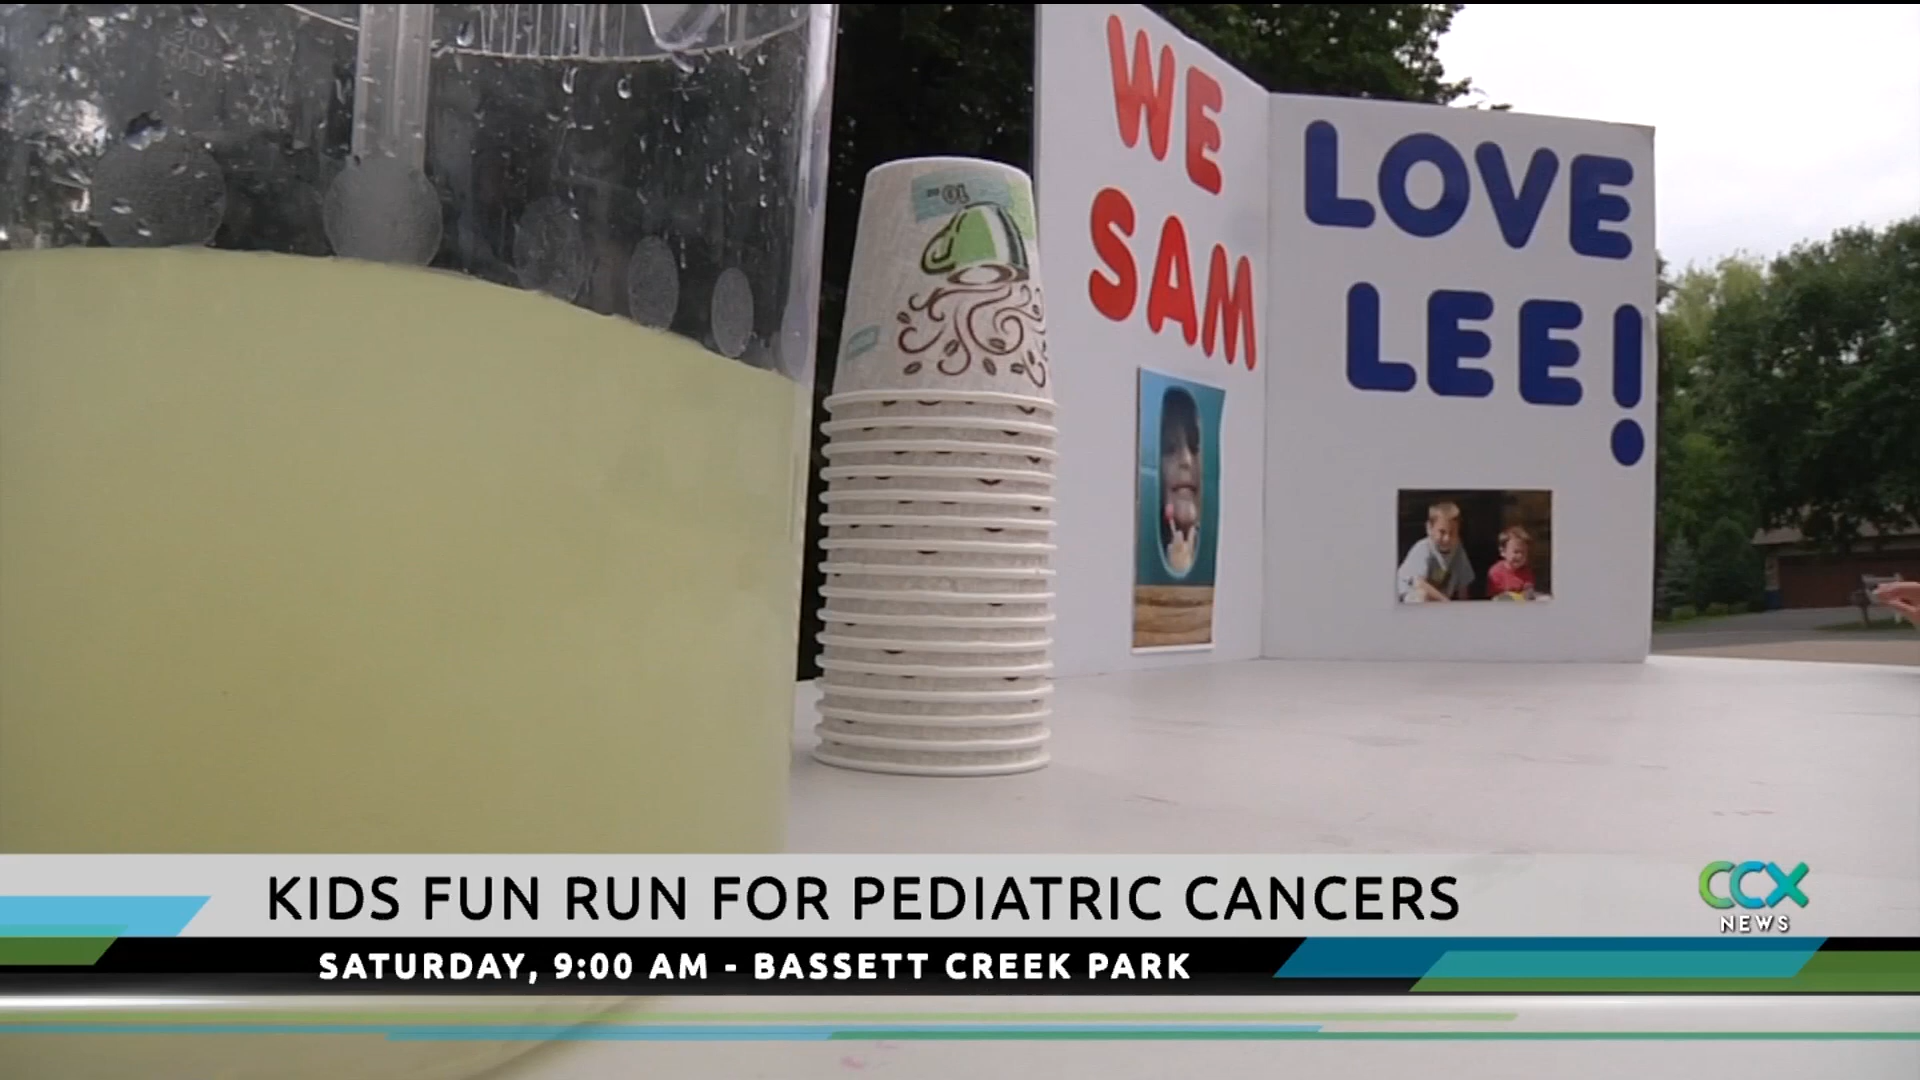 WE
SAM
LOVE
LEE!
KIDS FUN RUN FOR PEDIATRIC CANCERS
SATURDAY, 9:00 AM - BASSETT CREEK PARK
CCX
NEWS